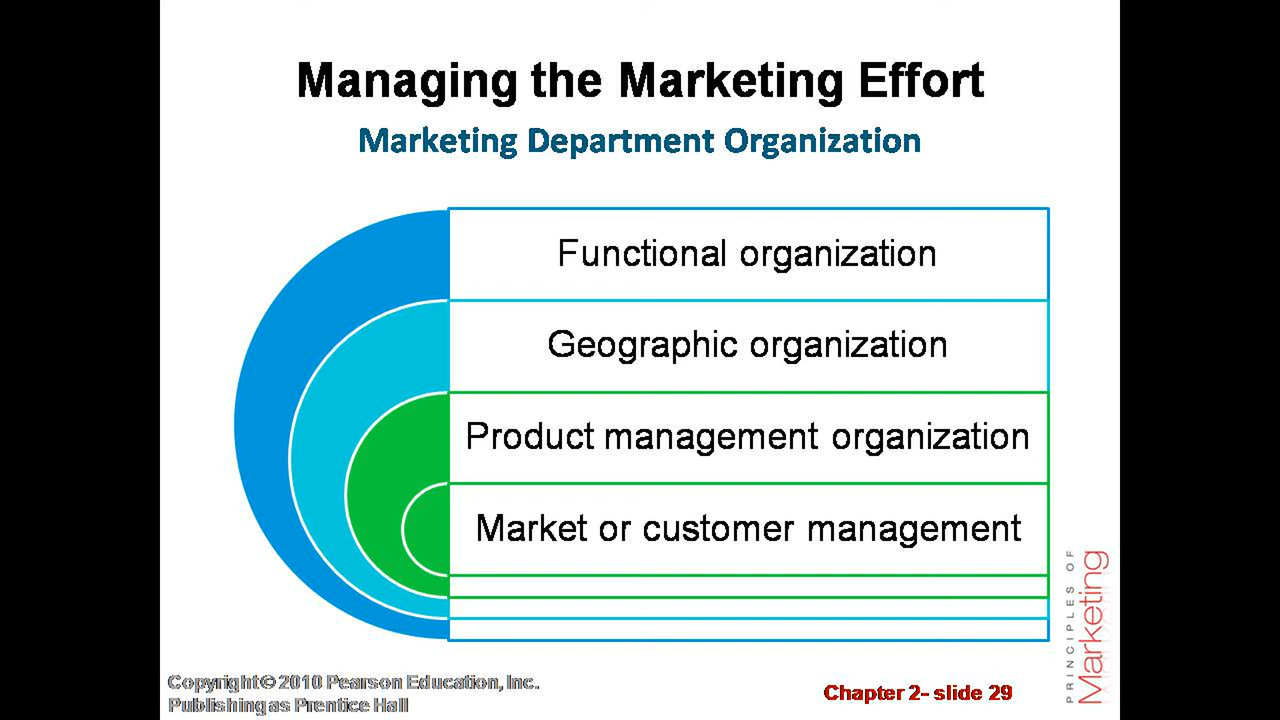 Managing the Marketing Effort
Marketing Department Organization
Functional organization
Geographic organization
Product management organization
Market or customer management
PRINCIPLES OF
Marketing
Copyright © 2010 Pearson Education, Inc.
Publishing as Prentice Hall
Chapter 2- slide 29